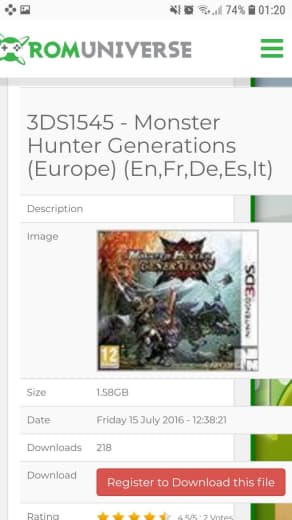 74% 01:20
ROMUNIVERSE
3DS1545 - Monster
Hunter Generations
(Europe) (En,Fr,De,Es,It)
Description
Image
MONSTER HUNTER
GENERATIONS
NINTENDO 3DS
12
CAPCOM
Size 1.58GB
Date Friday 15 July 2016 - 12:38:21
Downloads 218
Download Register to Download this file
Rating 4.5/5 : 2 Votes